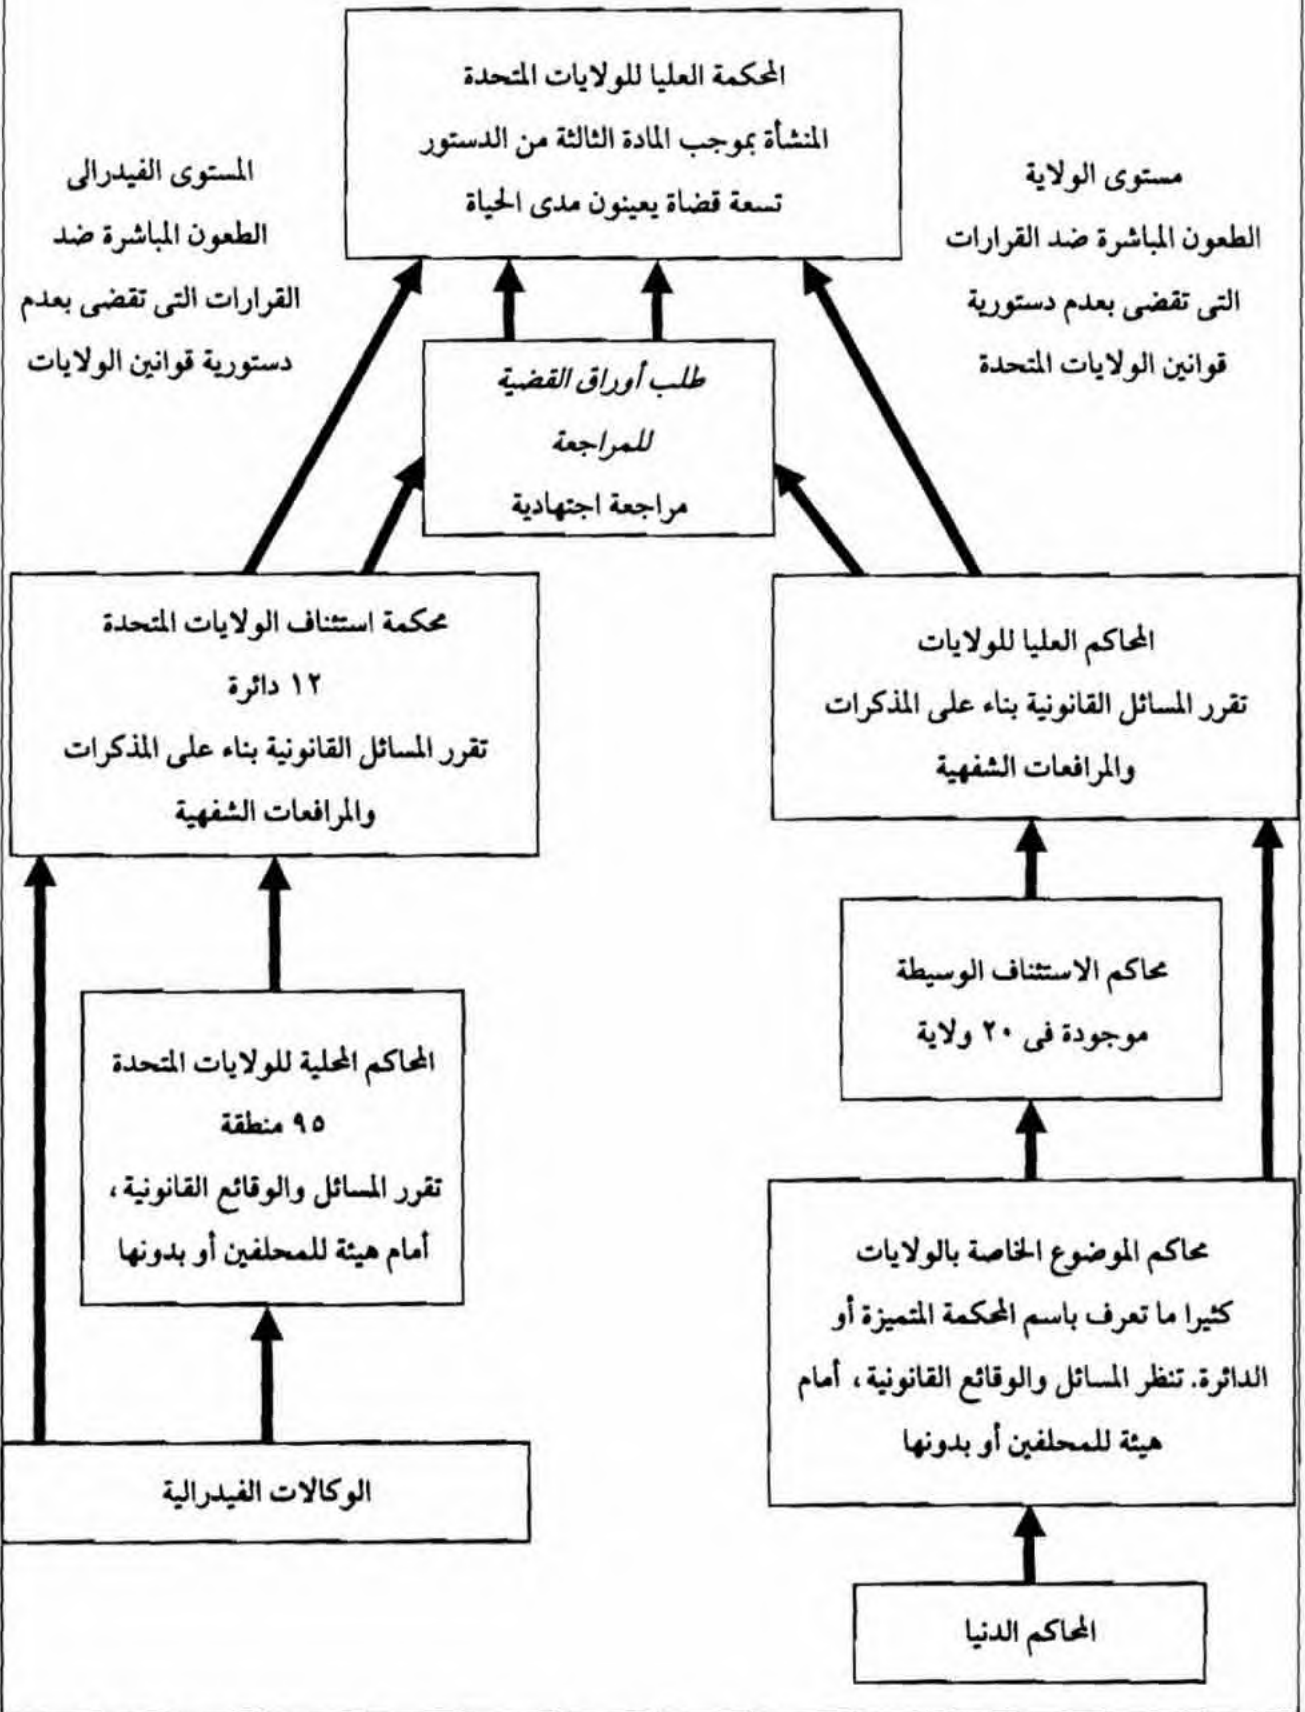 المحكمة العليا للولايات المتحدة
المنشأة بموجب المادة الثالثة من الدستور
تسعة قضاة يعينون مدى الحياة
مستوى الولاية
الطعون المباشرة ضد القرارات
التى تقضى بعدم دستورية
قوانين الولايات المتحدة
المستوى الفيدرالى
الطعون المباشرة ضد
القرارات التى تقضى بعدم
دستورية قوانين الولايات
طلب أوراق القضية
للمراجعة
مراجعة اجتهادية
المحاكم العليا للولايات
تقرر المسائل القانونية بناء على المذكرات
والمرافعات الشفهية
محكمة استئناف الولايات المتحدة
١٢ دائرة
تقرر المسائل القانونية بناء على المذكرات
والمرافعات الشفهية
محاكم الاستئناف الوسيطة
موجودة فى ٢٠ ولاية
المحاكم المحلية للولايات المتحدة
٩٥ منطقة
تقرر المسائل والوقائع القانونية،
أمام هيئة للمحلفين أو بدونها
محاكم الموضوع الخاصة بالولايات
كثيرا ما تعرف باسم المحكمة المتميزة أو
الدائرة. تنظر المسائل والوقائع القانونية، أمام
هيئة للمحلفين أو بدونها
الوكالات الفيدرالية
المحاكم الدنيا